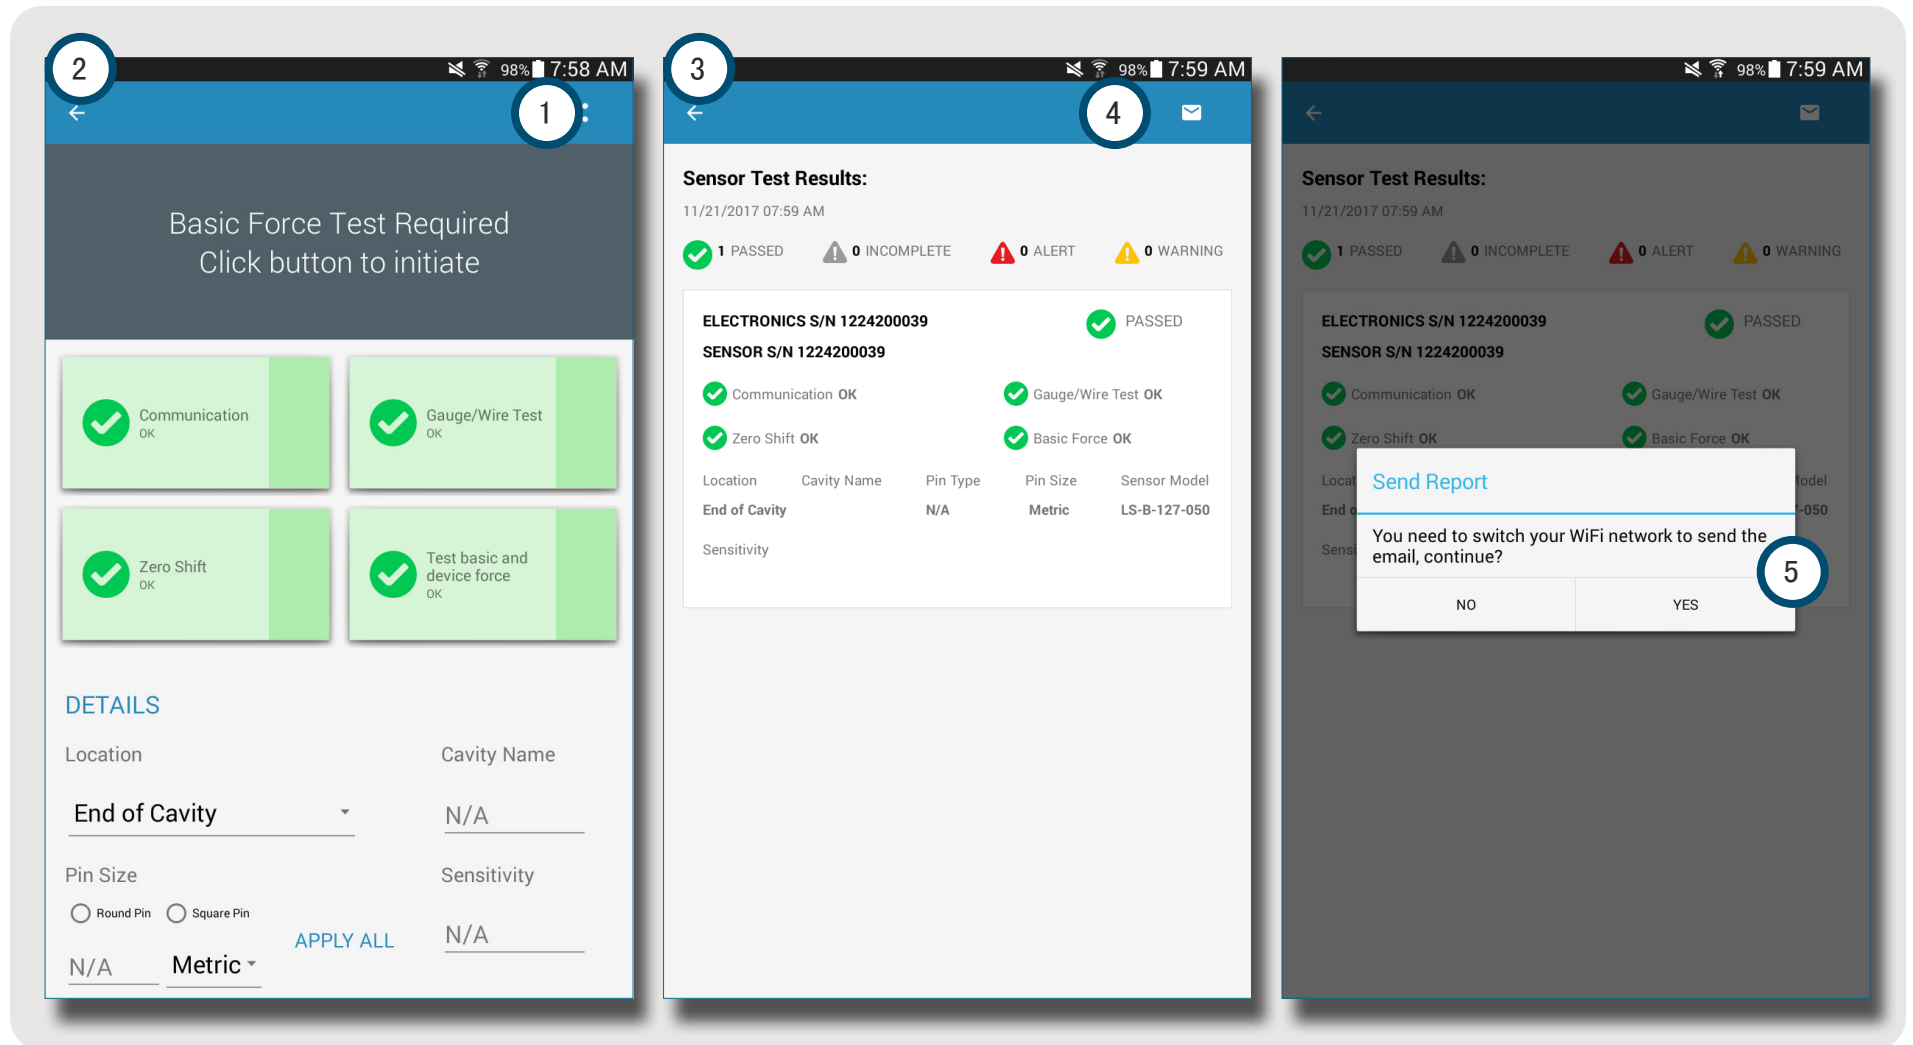 2
98% 7:58 AM
1
Basic Force Test Required
Click button to initiate
Communication
OK
Gauge/Wire Test
OK
Zero Shift
OK
Test basic and
device force
OK
DETAILS
Location
Cavity Name
End of Cavity
N/A
Pin Size
Sensitivity
Round Pin Square Pin
APPLY ALL
N/A
N/A
Metric
3
98% 7:59 AM
4
Sensor Test Results:
11/21/2017 07:59 AM
1 PASSED 0 INCOMPLETE 0 ALERT 0 WARNING
ELECTRONICS S/N 1224200039 PASSED
SENSOR S/N 1224200039
Communication OK Gauge/Wire Test OK
Zero Shift OK Basic Force OK
Location Cavity Name Pin Type Pin Size Sensor Model
End of Cavity N/A Metric LS-B-127-050
Sensitivity
98% 7:59 AM
Sensor Test Results:
11/21/2017 07:59 AM
1 PASSED 0 INCOMPLETE 0 ALERT 0 WARNING
ELECTRONICS S/N 1224200039 PASSED
SENSOR S/N 1224200039
Communication OK Gauge/Wire Test OK
Zero Shift OK Basic Force OK
Send Report
You need to switch your WiFi network to send the
email, continue?
5
NO YES